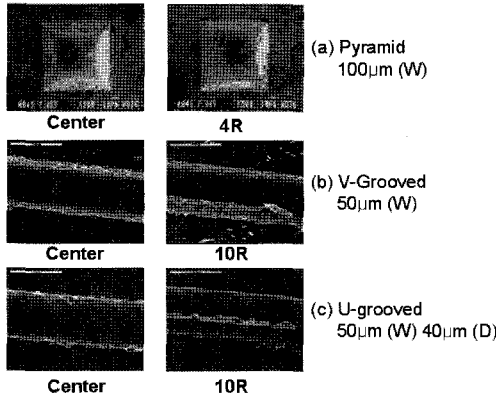 (a) Pyramid
100µm (W)
Center
4R
(b) V-Grooved
50µm (W)
Center
10R
(c) U-grooved
50µm (W) 40µm (D)
Center
10R